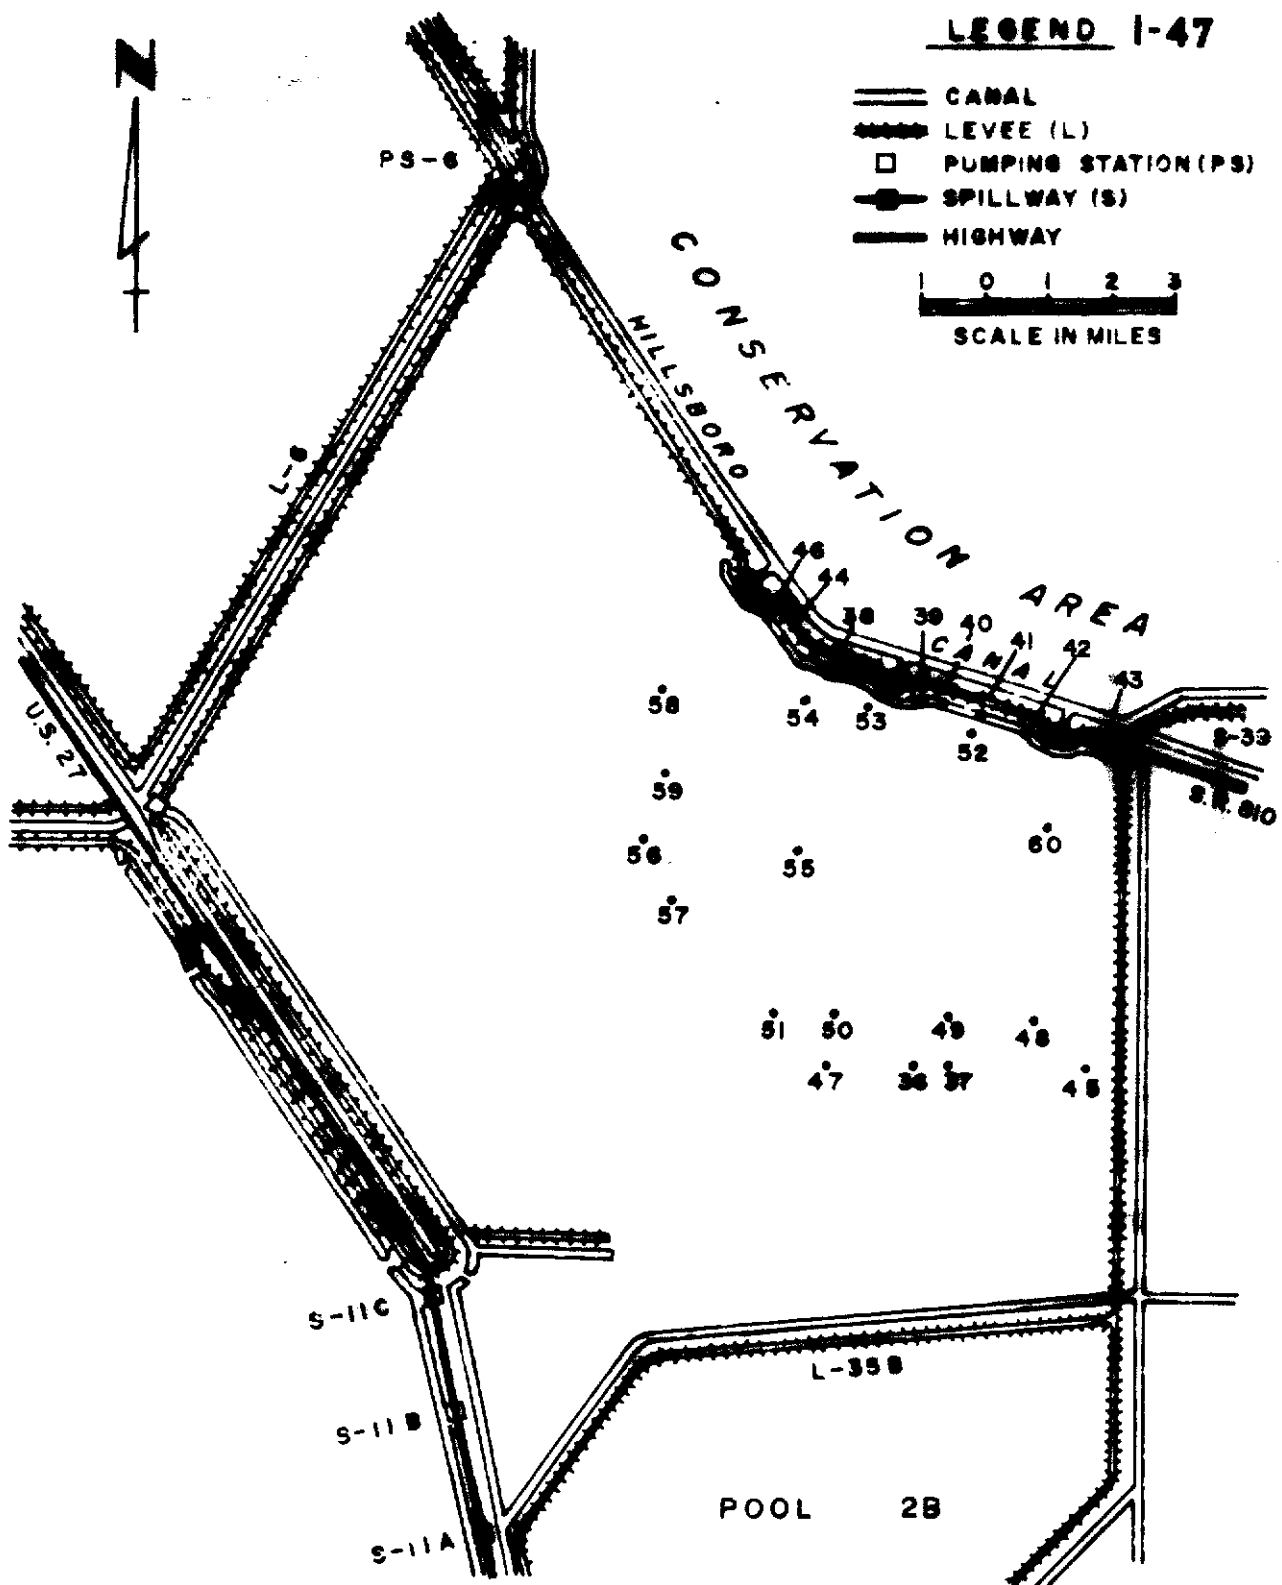 LEGEND I-47
N
CANAL
LEVEE (L)
PUMPING STATION (PS)
SPILLWAY (S)
HIGHWAY
1 0 1 2 3
SCALE IN MILES
PS-6
CONSERVATION AREA
HILLSBORO
CANAL
L-6
U.S. 27
46
44
38
39
40
41
42
43
S-39
S.R. 810
58
54
53
52
59
60
56
55
57
51
50
49
48
47
36
37
45
S-11C
L-35B
S-11B
POOL 2B
S-11A